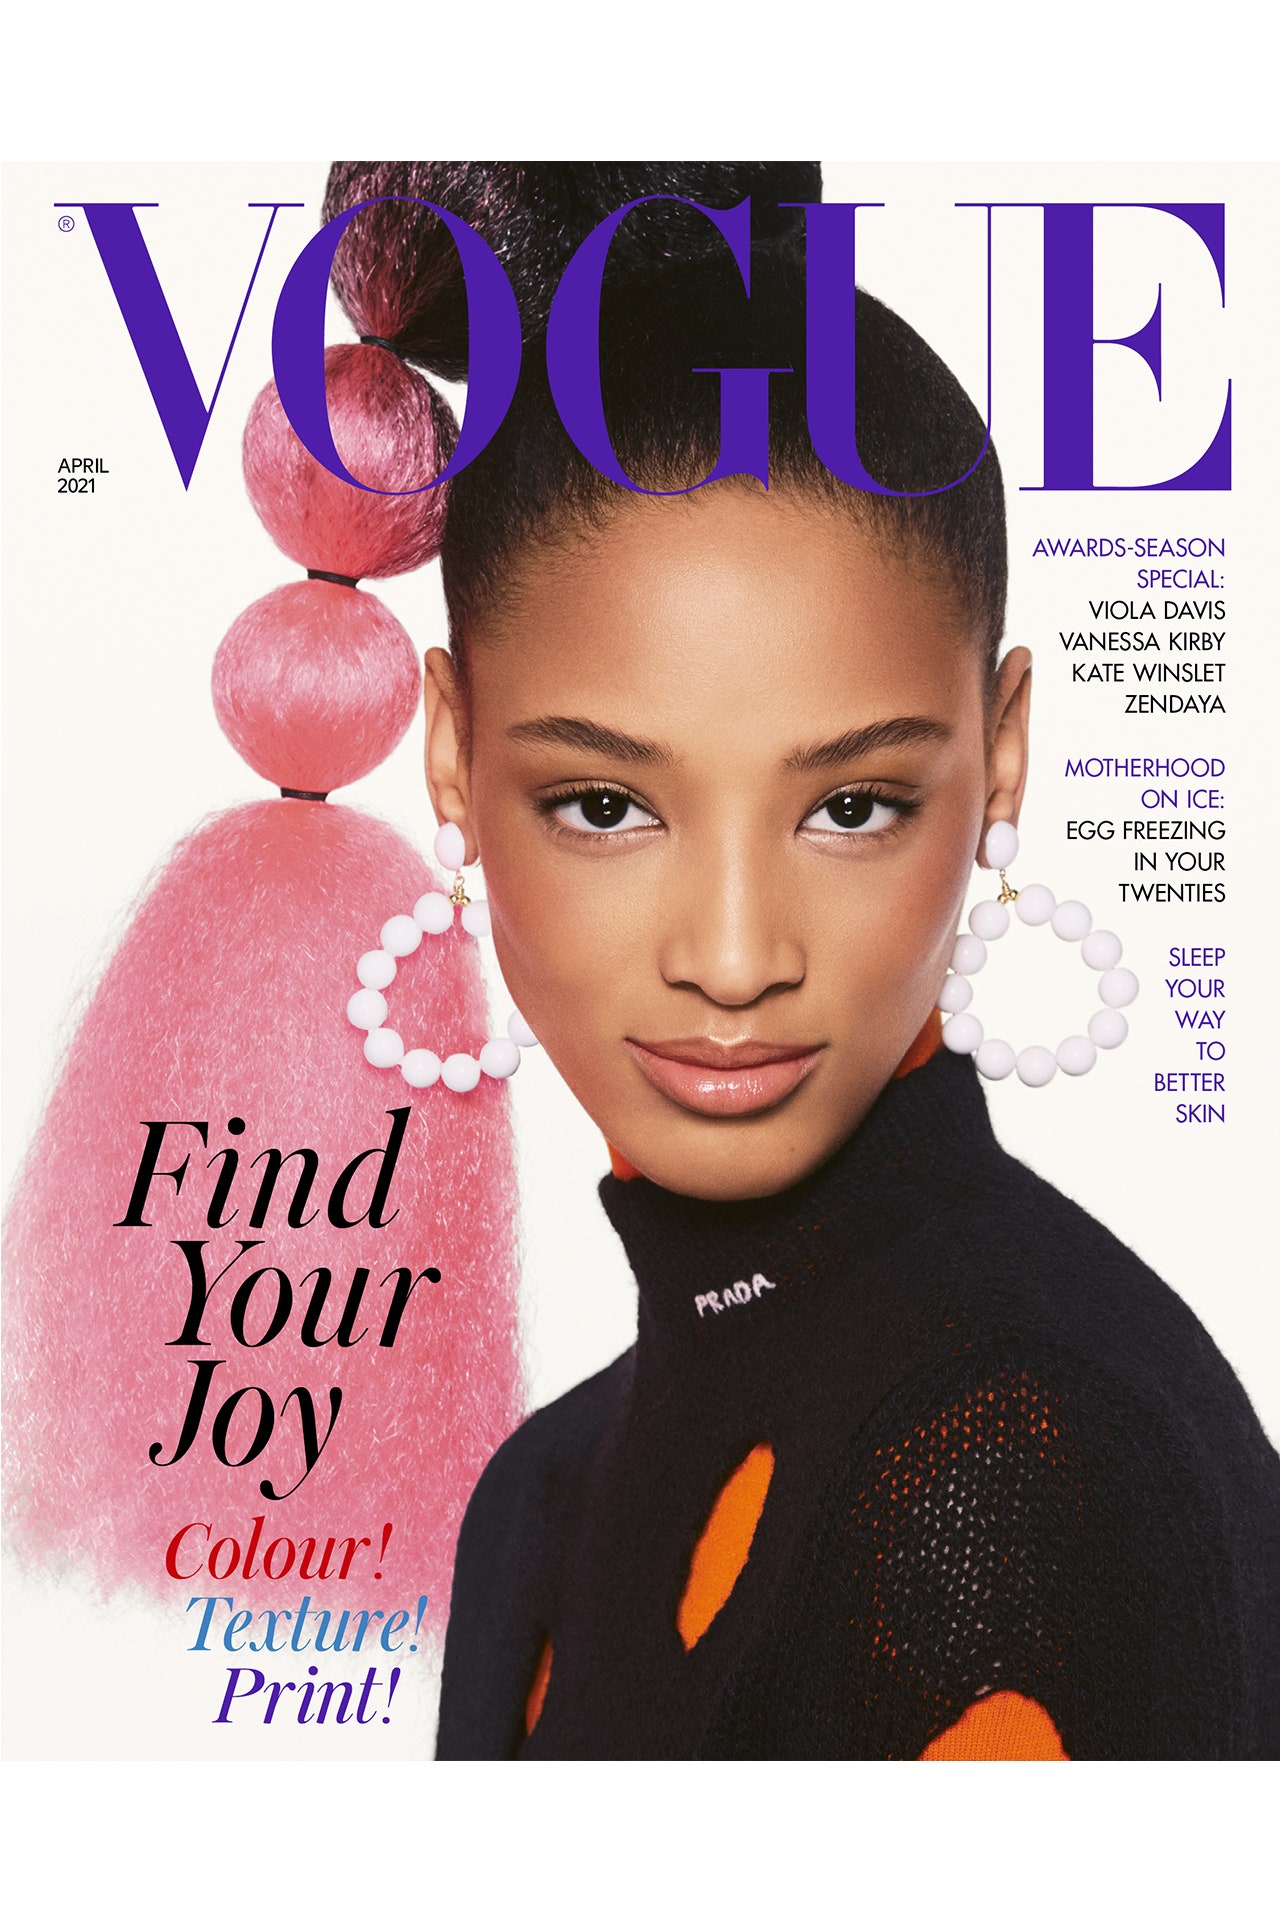 VOGUE
®
APRIL
2021
AWARDS-SEASON
SPECIAL:
VIOLA DAVIS
VANESSA KIRBY
KATE WINSLET
ZENDAYA
MOTHERHOOD
ON ICE:
EGG FREEZING
IN YOUR
TWENTIES
SLEEP
YOUR
WAY
TO
BETTER
SKIN
Find
Your
Joy
Colour!
Texture!
Print!
PRADA